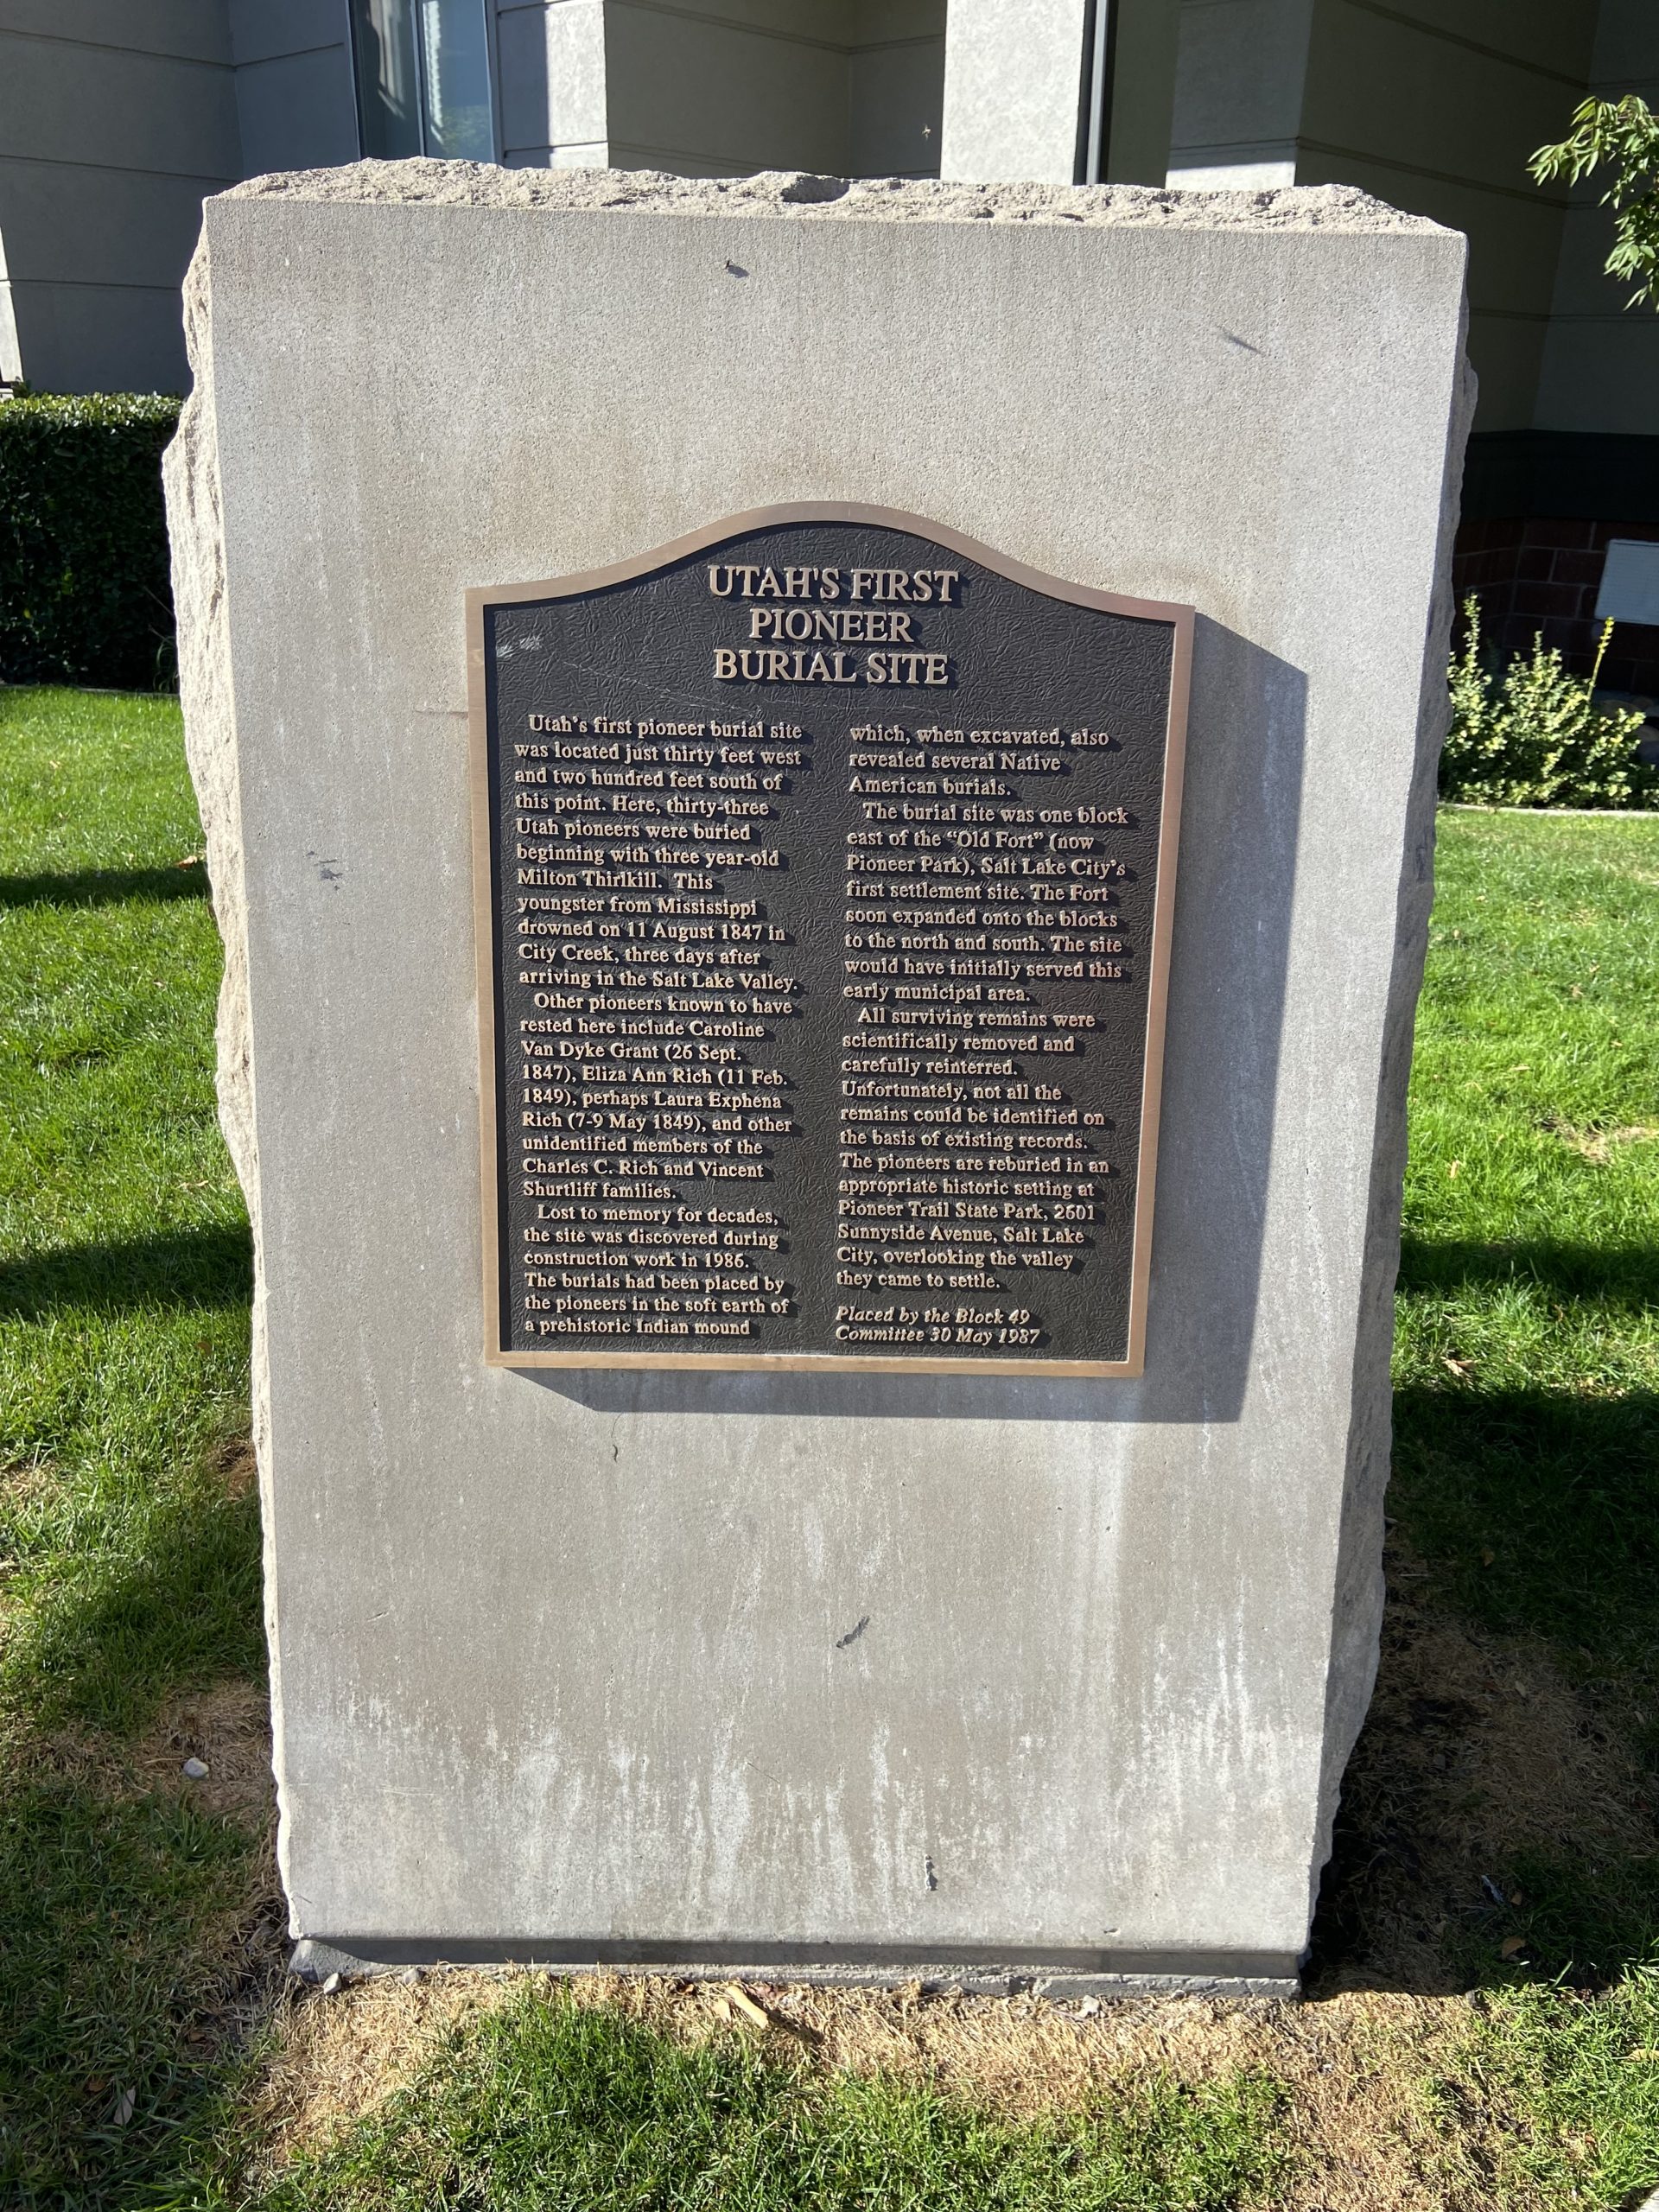 UTAH'S FIRST
PIONEER
BURIAL SITE
Utah's first pioneer burial site
was located just thirty feet west
and two hundred feet south of
this point. Here, thirty-three
Utah pioneers were buried
beginning with three year-old
Milton Thirlkill. This
youngster from Mississippi
drowned on 11 August 1847 in
City Creek, three days after
arriving in the Salt Lake Valley.
Other pioneers known to have
rested here include Caroline
Van Dyke Grant (26 Sept.
1847), Eliza Ann Rich (11 Feb.
1849), perhaps Laura Exphena
Rich (7-9 May 1849), and other
unidentified members of the
Charles C. Rich and Vincent
Shurtliff families.
Lost to memory for decades,
the site was discovered during
construction work in 1986.
The burials had been placed by
the pioneers in the soft earth of
a prehistoric Indian mound
which, when excavated, also
revealed several Native
American burials.
The burial site was one block
east of the "Old Fort" (now
Pioneer Park), Salt Lake City's
first settlement site. The Fort
soon expanded onto the blocks
to the north and south. The site
would have initially served this
early municipal area.
All surviving remains were
scientifically removed and
carefully reinterred.
Unfortunately, not all the
remains could be identified on
the basis of existing records.
The pioneers are reburied in an
appropriate historic setting at
Pioneer Trail State Park, 2601
Sunnyside Avenue, Salt Lake
City, overlooking the valley
they came to settle.
Placed by the Block 49
Committee 30 May 1987